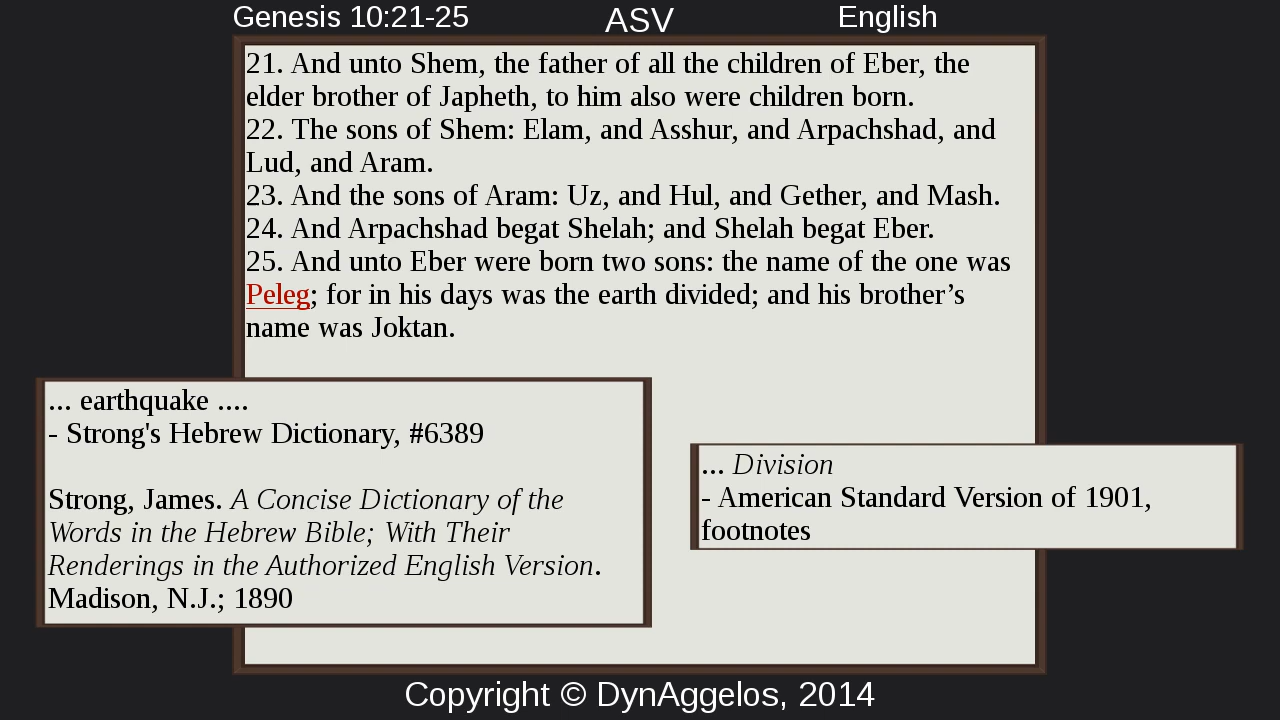 Genesis 10:21-25
ASV
English
21. And unto Shem, the father of all the children of Eber, the
elder brother of Japheth, to him also were children born.
22. The sons of Shem: Elam, and Asshur, and Arpachshad, and
Lud, and Aram.
23. And the sons of Aram: Uz, and Hul, and Gether, and Mash.
24. And Arpachshad begat Shelah; and Shelah begat Eber.
25. And unto Eber were born two sons: the name of the one was
Peleg; for in his days was the earth divided; and his brother’s
name was Joktan.
... earthquake ....
- Strong's Hebrew Dictionary, #6389
Strong, James. A Concise Dictionary of the
Words in the Hebrew Bible; With Their
Renderings in the Authorized English Version.
Madison, N.J.; 1890
... Division
- American Standard Version of 1901,
footnotes
Copyright © DynAggelos, 2014